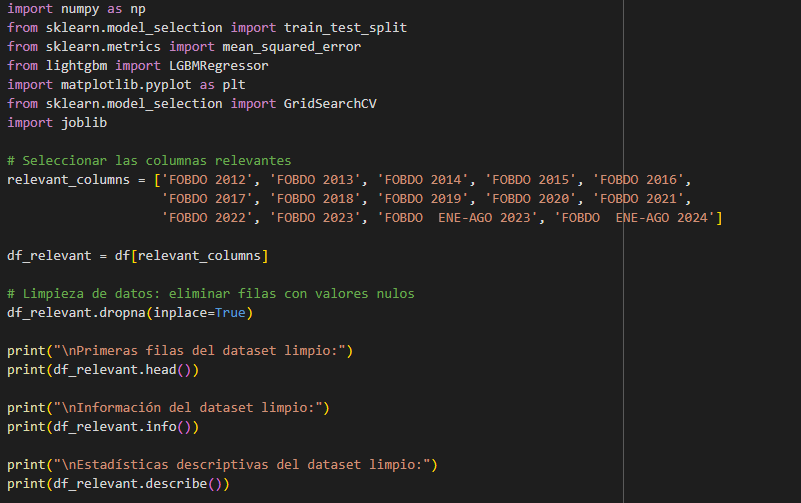 import numpy as np
from sklearn.model_selection import train_test_split
from sklearn.metrics import mean_squared_error
from lightgbm import LGBMRegressor
import matplotlib.pyplot as plt
from sklearn.model_selection import GridSearchCV
import joblib
# Seleccionar las columnas relevantes
relevant_columns = ['FOBDO 2012', 'FOBDO 2013', 'FOBDO 2014', 'FOBDO 2015', 'FOBDO 2016',
                    'FOBDO 2017', 'FOBDO 2018', 'FOBDO 2019', 'FOBDO 2020', 'FOBDO 2021',
                    'FOBDO 2022', 'FOBDO 2023', 'FOBDO  ENE-AGO 2023', 'FOBDO  ENE-AGO 2024']
df_relevant = df[relevant_columns]
# Limpieza de datos: eliminar filas con valores nulos
df_relevant.dropna(inplace=True)
print("\nPrimeras filas del dataset limpio:")
print(df_relevant.head())
print("\nInformación del dataset limpio:")
print(df_relevant.info())
print("\nEstadísticas descriptivas del dataset limpio:")
print(df_relevant.describe())